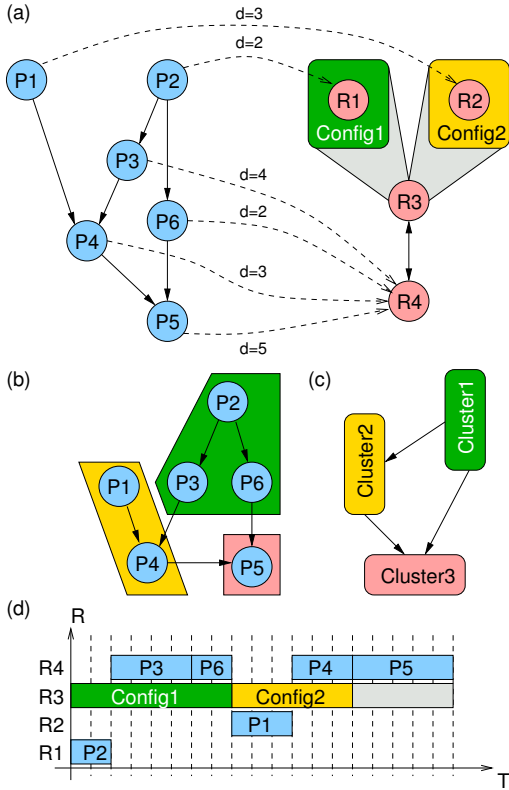 (a)
d=3
d=2
P1
P2
R1
R2
Config1
Config2
P3
d=4
R3
d=2
P6
P4
d=3
R4
P5
d=5
(b)
P2
P1
P3
P6
P4
P5
(c)
Cluster1
Cluster2
Cluster3
(d)
R
R4
P3
P6
P4
P5
R3
Config1
Config2
R2
P1
R1
P2
T